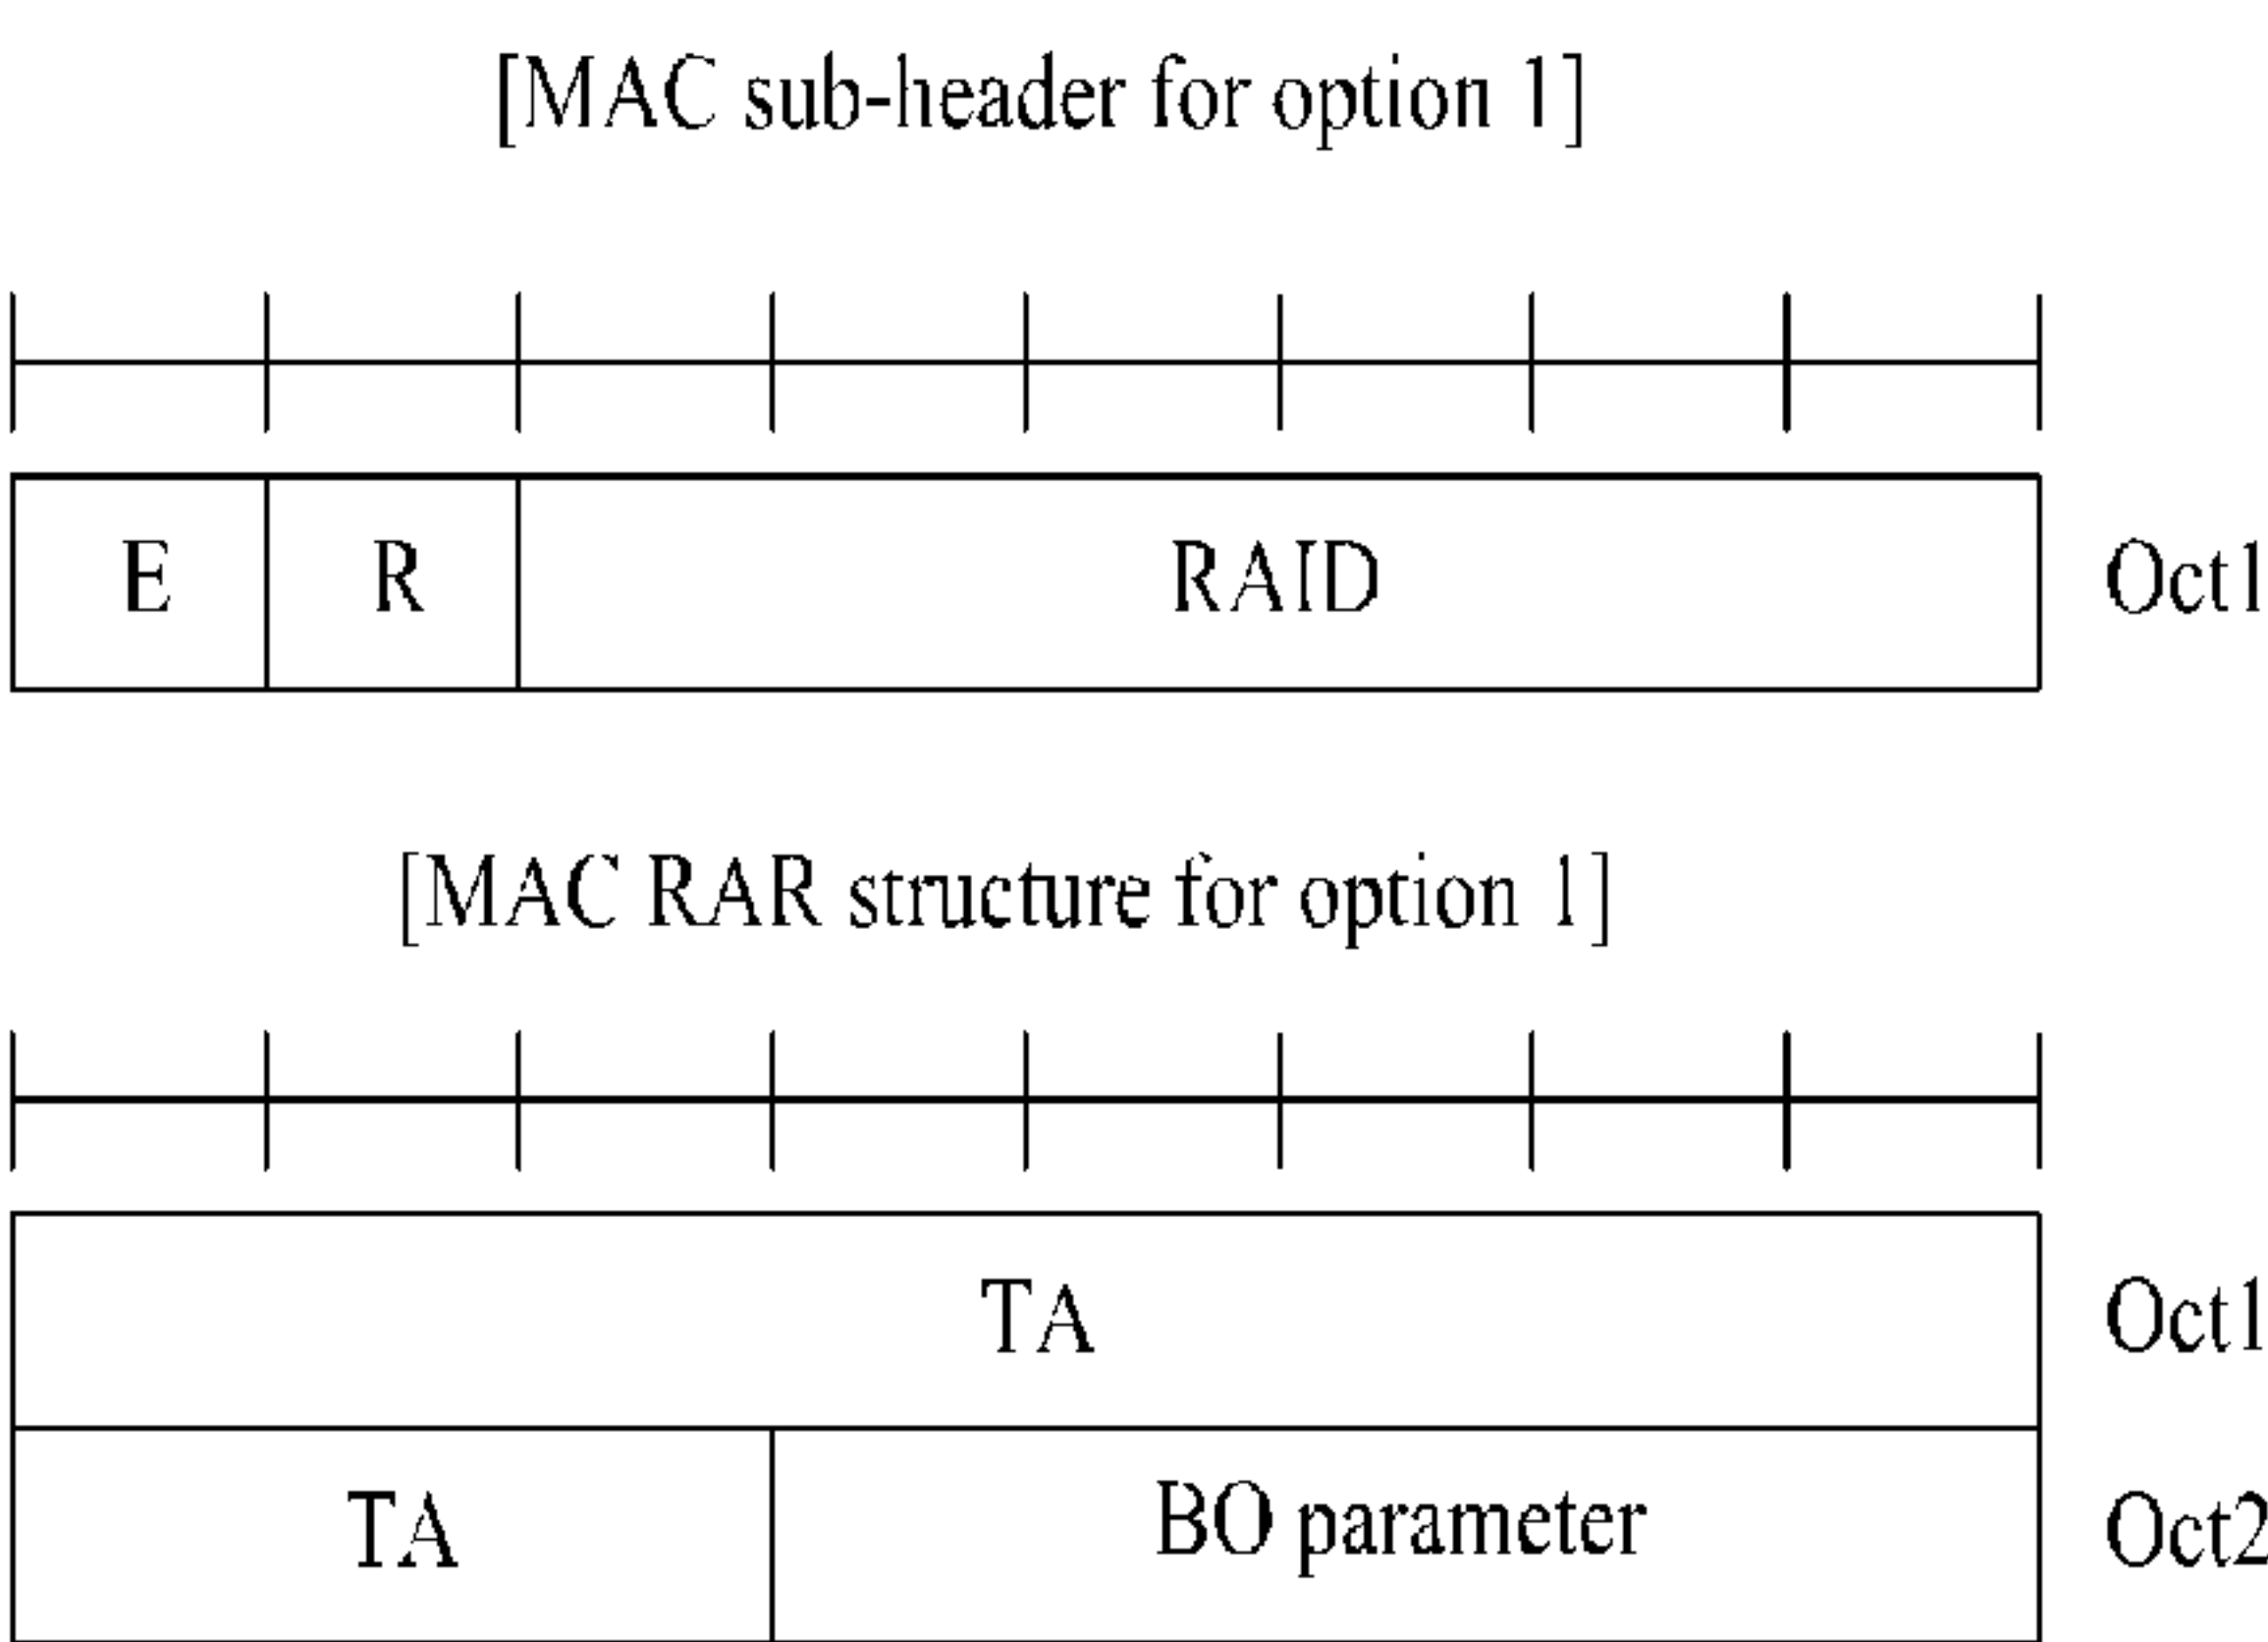 [MAC sub-header for option 1]
E R RAID Oct1
[MAC RAR structure for option 1]
TA Oct1
TA BO parameter Oct2